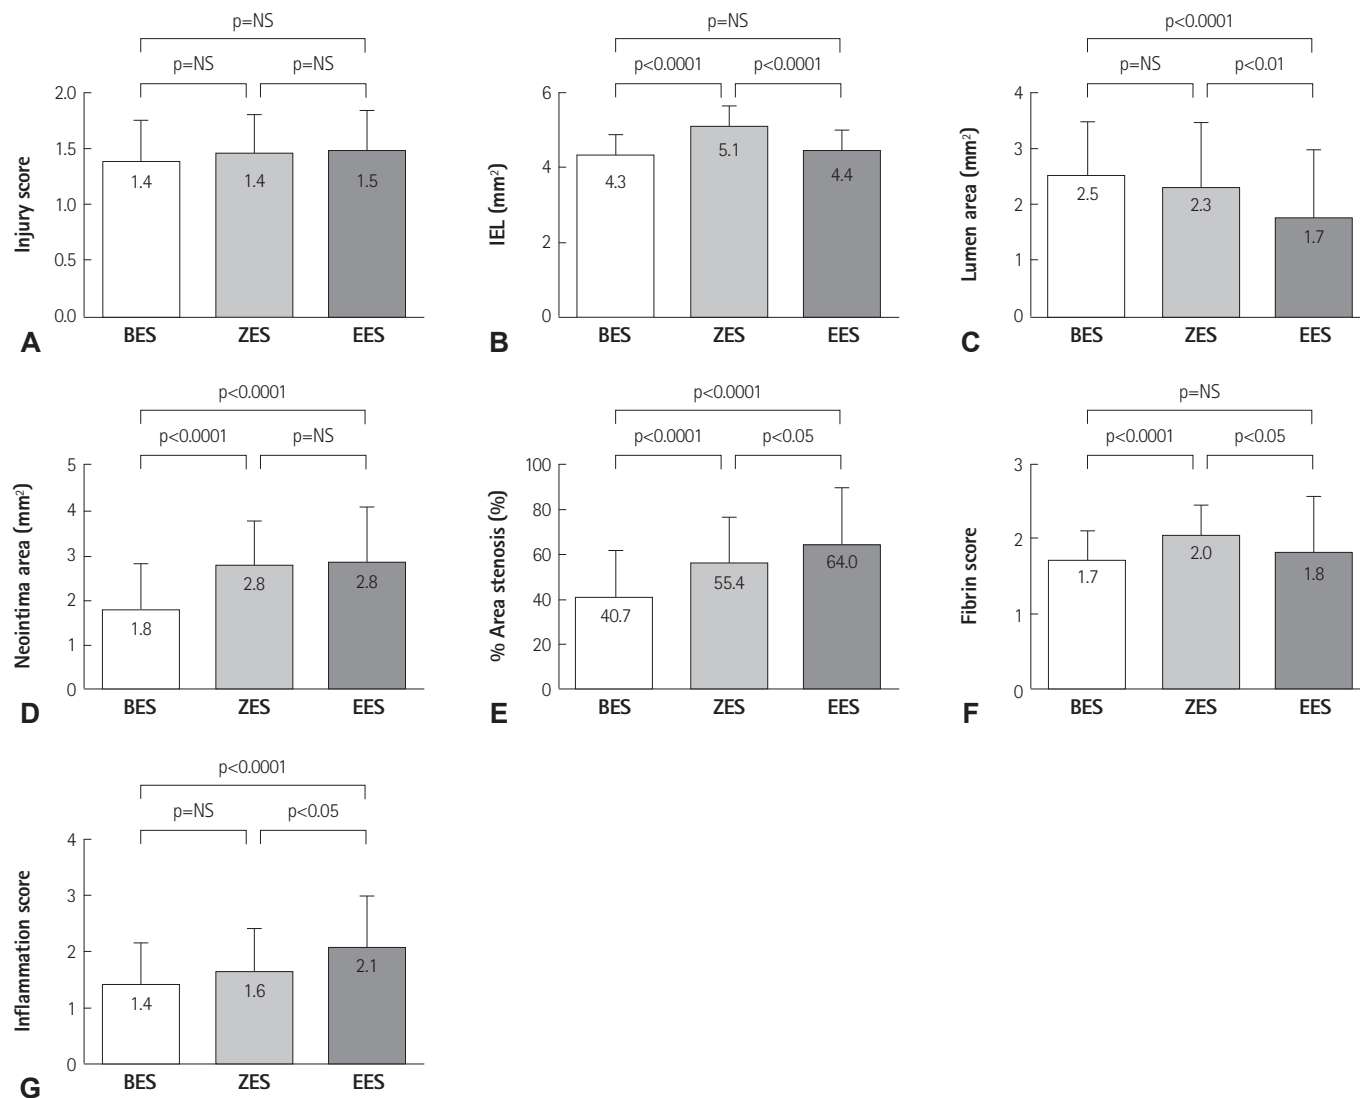 p=NS
p=NS p=NS
2.0
1.5
1.0
0.5
0.0
Injury score
1.4 1.4 1.5
BES ZES EES
A
p=NS
p<0.0001 p<0.0001
6
4
2
0
IEL (mm²)
4.3 5.1 4.4
BES ZES EES
B
p<0.0001
p=NS p<0.01
4
3
2
1
0
Lumen area (mm²)
2.5 2.3 1.7
BES ZES EES
C
p<0.0001
p<0.0001 p=NS
5
4
3
2
1
0
Neointima area (mm²)
1.8 2.8 2.8
BES ZES EES
D
p<0.0001
p<0.0001 p<0.05
100
80
60
40
20
0
% Area stenosis (%)
40.7 55.4 64.0
BES ZES EES
E
p=NS
p<0.0001 p<0.05
3
2
1
0
Fibrin score
1.7 2.0 1.8
BES ZES EES
F
p<0.0001
p=NS p<0.05
4
3
2
1
0
Inflammation score
1.4 1.6 2.1
BES ZES EES
G